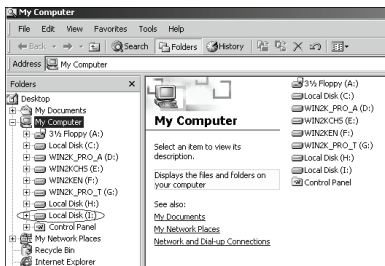 My Computer
File Edit View Favorites Tools Help
Back Search Folders History
Address My Computer
Folders
Desktop
My Documents
My Computer
3½ Floppy (A:)
Local Disk (C:)
WIN2K_PRO_A (D:)
WIN2KCHS (E:)
WIN2KEN (F:)
WIN2K_PRO_T (G:)
Local Disk (H:)
Local Disk (I:)
Control Panel
My Network Places
Recycle Bin
Internet Explorer
My Computer
Select an item to view its
description.
Displays the files and folders on
your computer
See also:
My Documents
My Network Places
Network and Dial-up Connections
3½ Floppy (A:)
Local Disk (C:)
WIN2K_PRO_A (D:)
WIN2KCHS (E:)
WIN2KEN (F:)
WIN2K_PRO_T (G:)
Local Disk (H:)
Local Disk (I:)
Control Panel